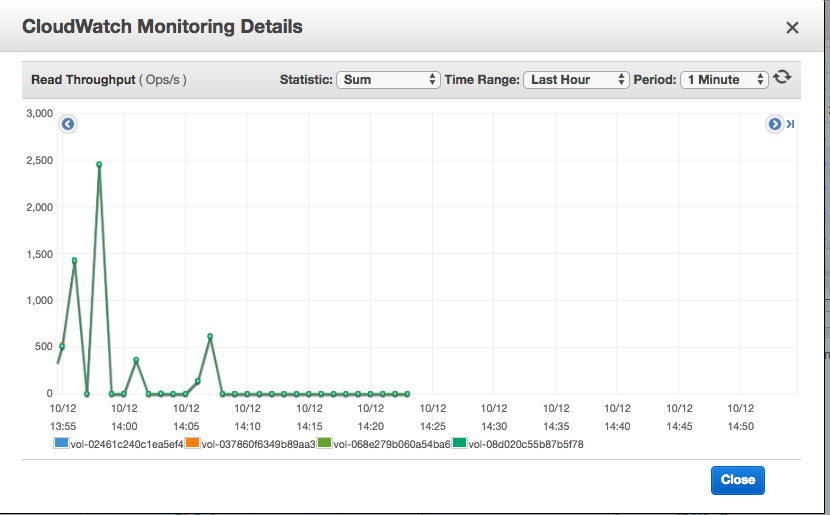 CloudWatch Monitoring Details ×
Read Throughput ( Ops/s ) Statistic: Sum Time Range: Last Hour Period: 1 Minute
3,000
2,500
2,000
1,500
1,000
500
0
10/12 10/12 10/12 10/12 10/12 10/12 10/12 10/12 10/12 10/12 10/12 10/12
13:55 14:00 14:05 14:10 14:15 14:20 14:25 14:30 14:35 14:40 14:45 14:50
vol-02461c240c1ea5ef4 vol-037860f6349b89aa3 vol-068e279b060a54ba6 vol-08d020c55b87b5f78
Close